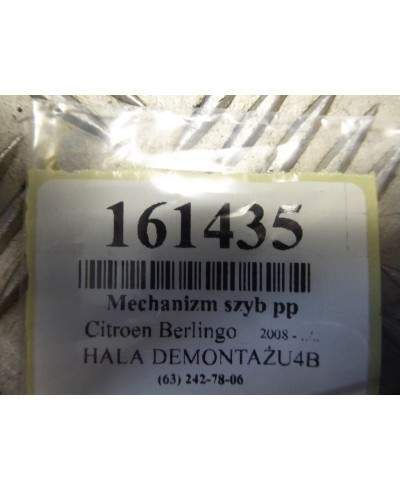 161435
Mechanizm szyb pp
Citroen Berlingo 2008 - ../..
HALA DEMONTAŻU4B
(63) 242-78-06